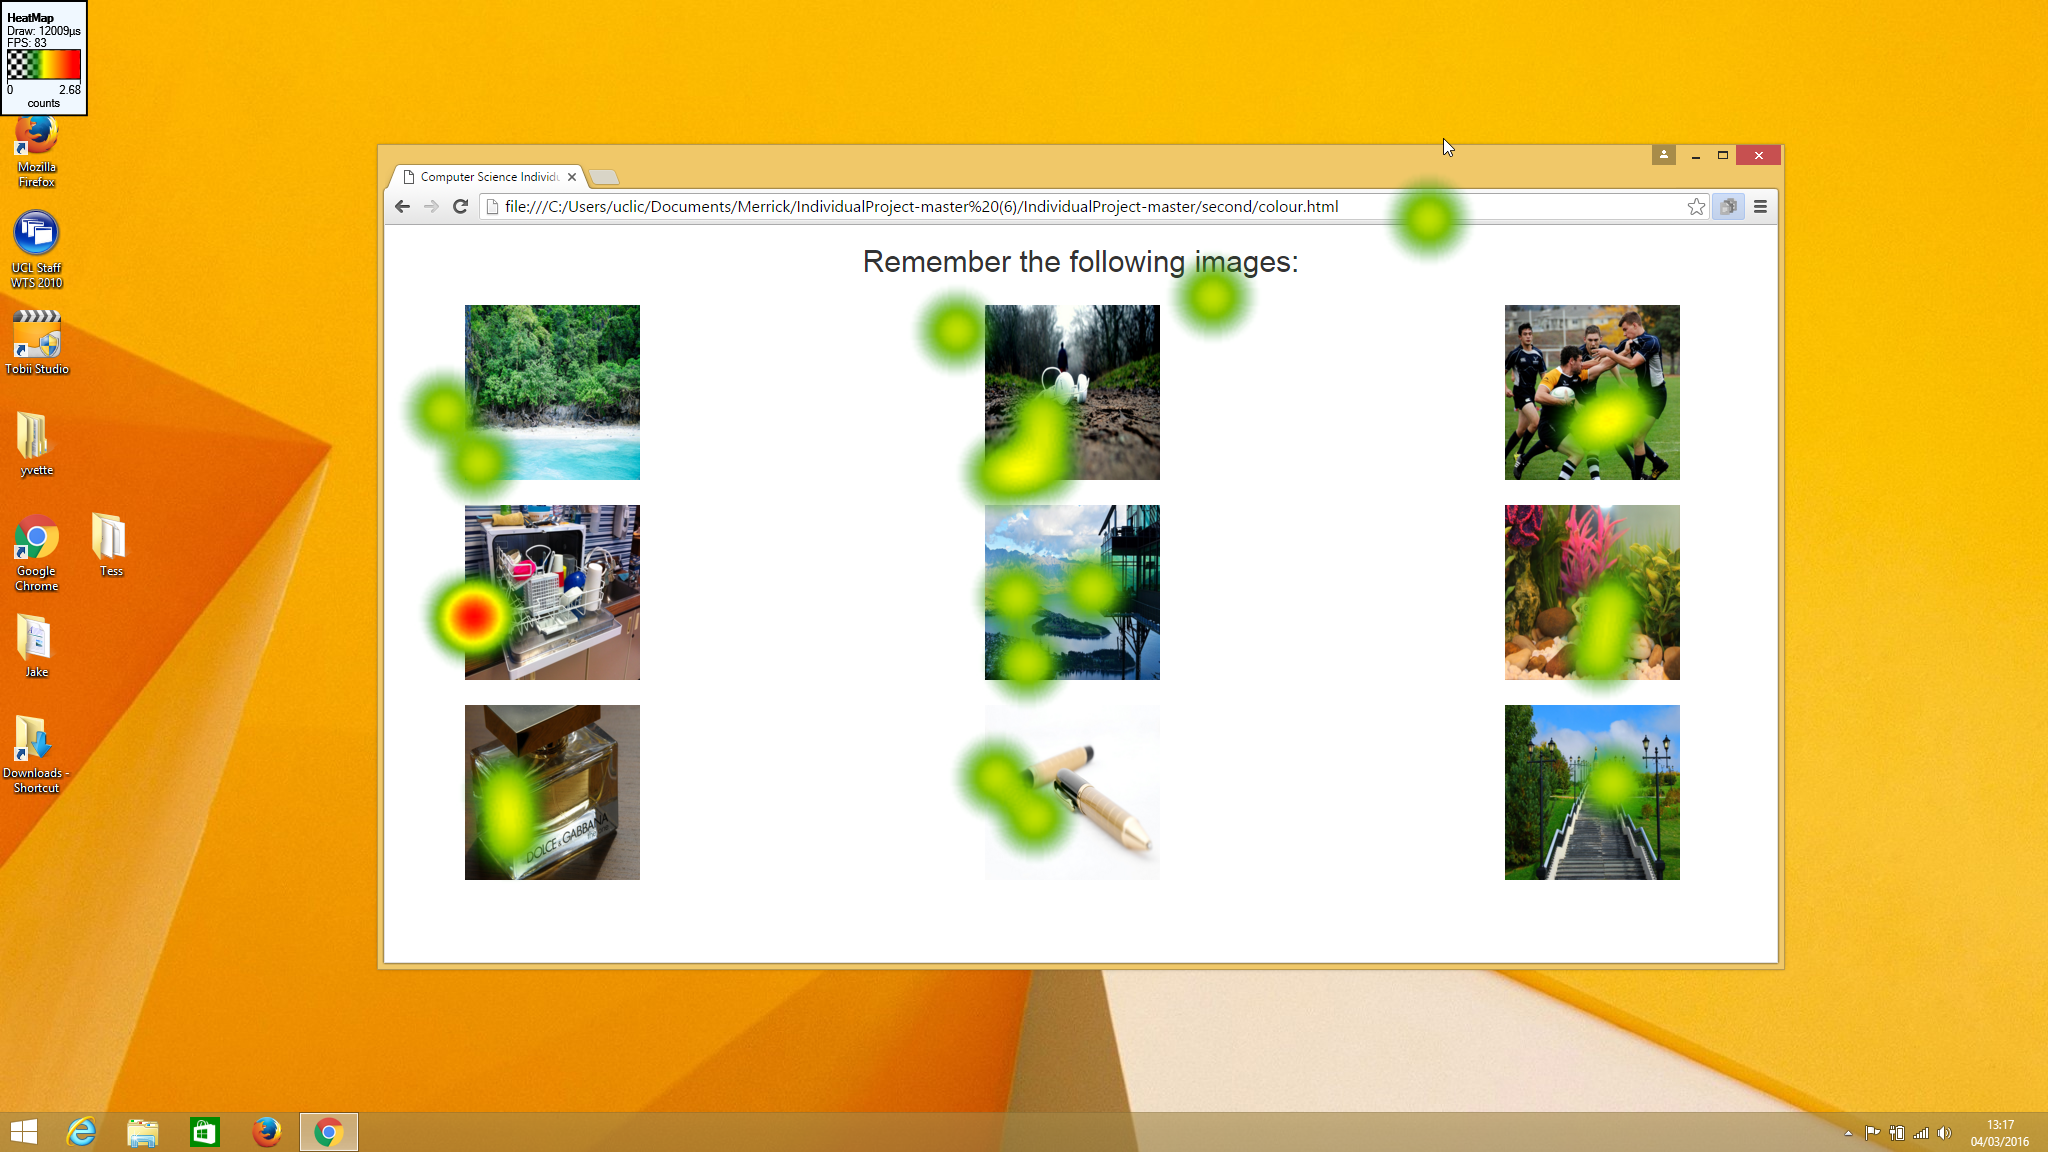 HeatMap
Draw: 12009µs
FPS: 83
0 2.68
counts
Mozilla
Firefox
UCL Staff
WTS 2010
Tobii Studio
yvette
Google
Chrome
Tess
Jake
Downloads -
Shortcut
Computer Science Individu
file:///C:/Users/uclic/Documents/Merrick/IndividualProject-master%20(6)/IndividualProject-master/second/colour.html
Remember the following images:
DOLCE & GABBANA
13:17
04/03/2016